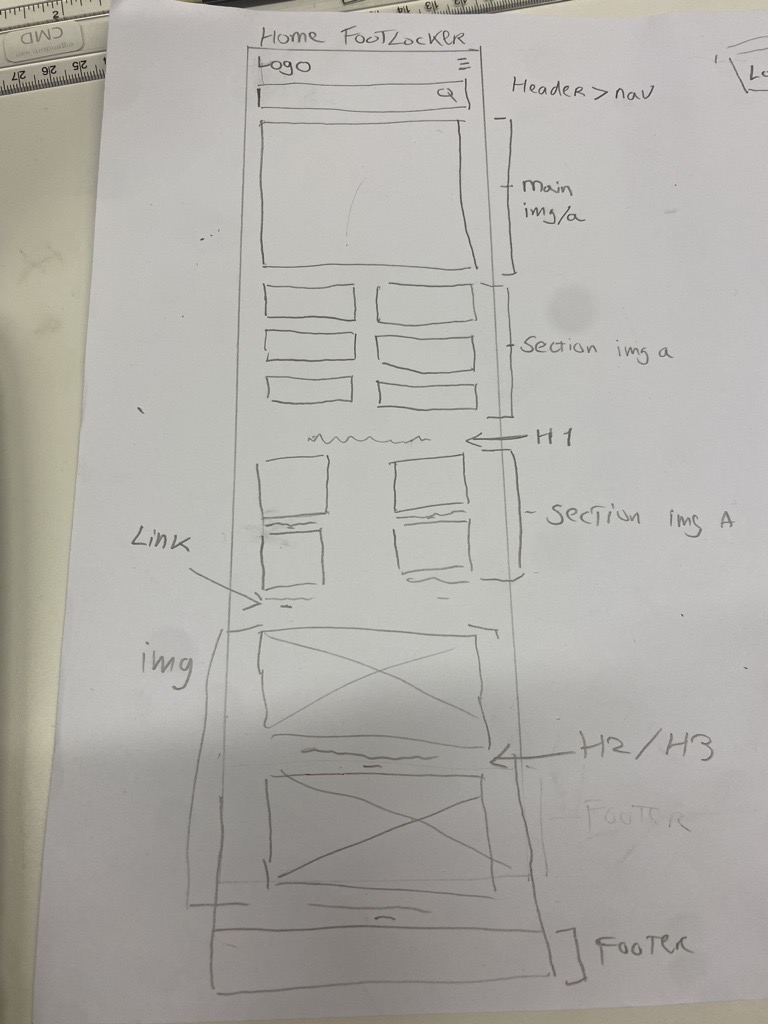 Home FootLocker
Logo
Header > nav
main
img/a
Section img a
H1
Section img A
Link
img
H2/H3
Footer
Footer
CMD
27 26 25